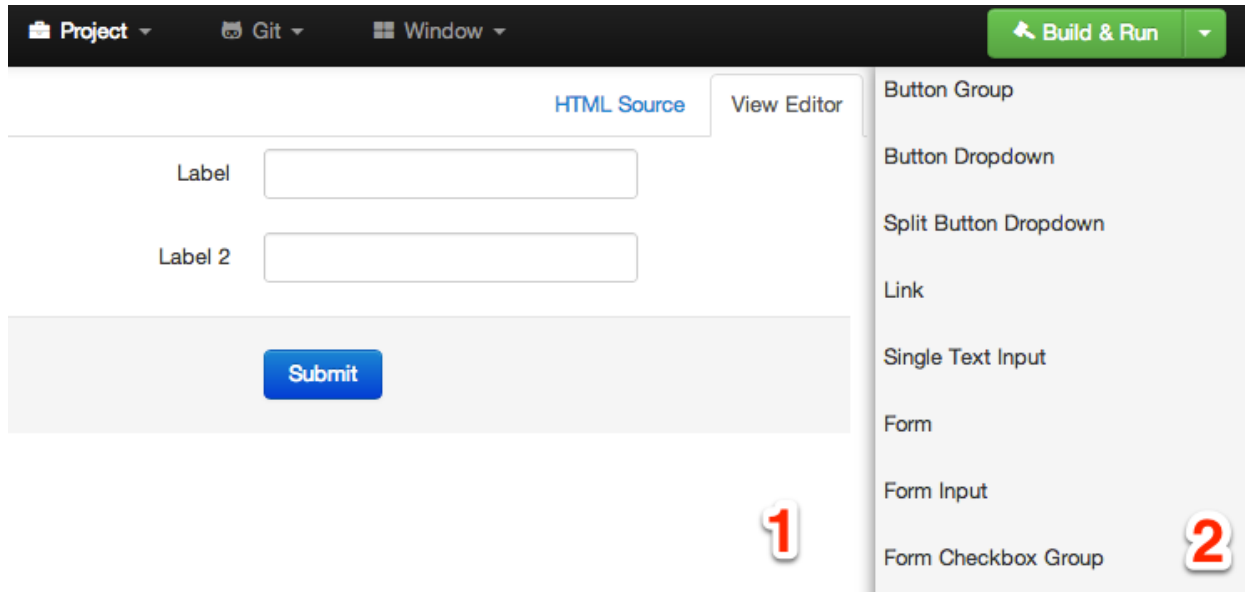 Project Git Window Build & Run
HTML Source View Editor
Label
Label 2
Submit
1
Button Group
Button Dropdown
Split Button Dropdown
Link
Single Text Input
Form
Form Input
Form Checkbox Group
2